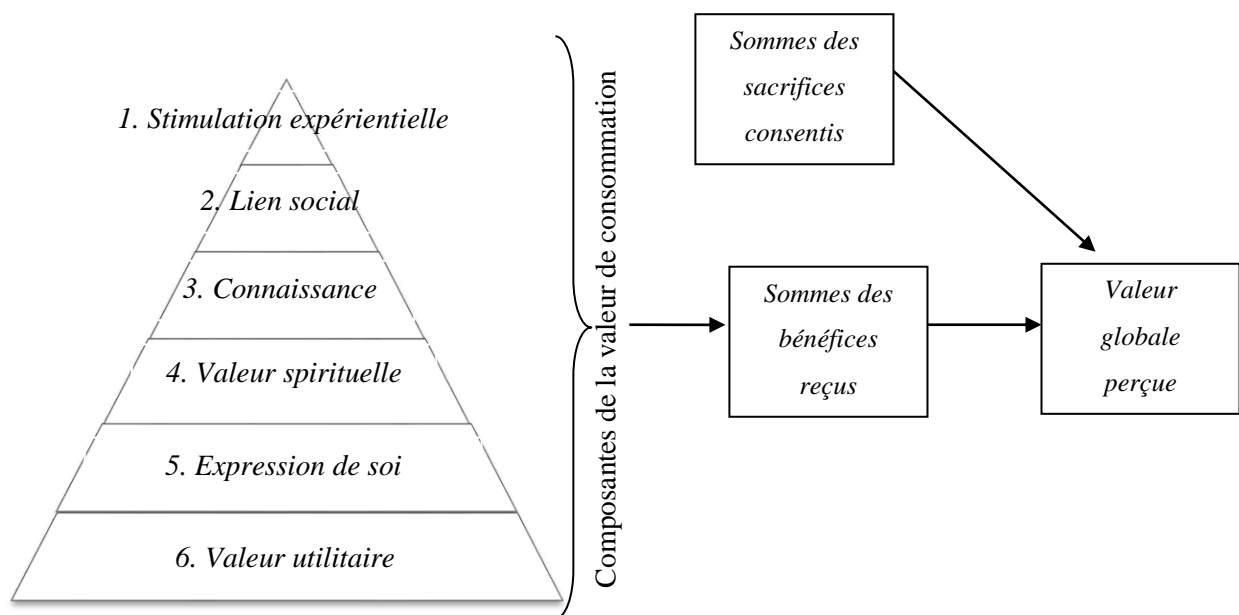 1. Stimulation expérientielle
2. Lien social
3. Connaissance
4. Valeur spirituelle
5. Expression de soi
6. Valeur utilitaire
Composantes de la valeur de consommation
Sommes des
sacrifices
consentis
Sommes des
bénéfices
reçus
Valeur
globale
perçue